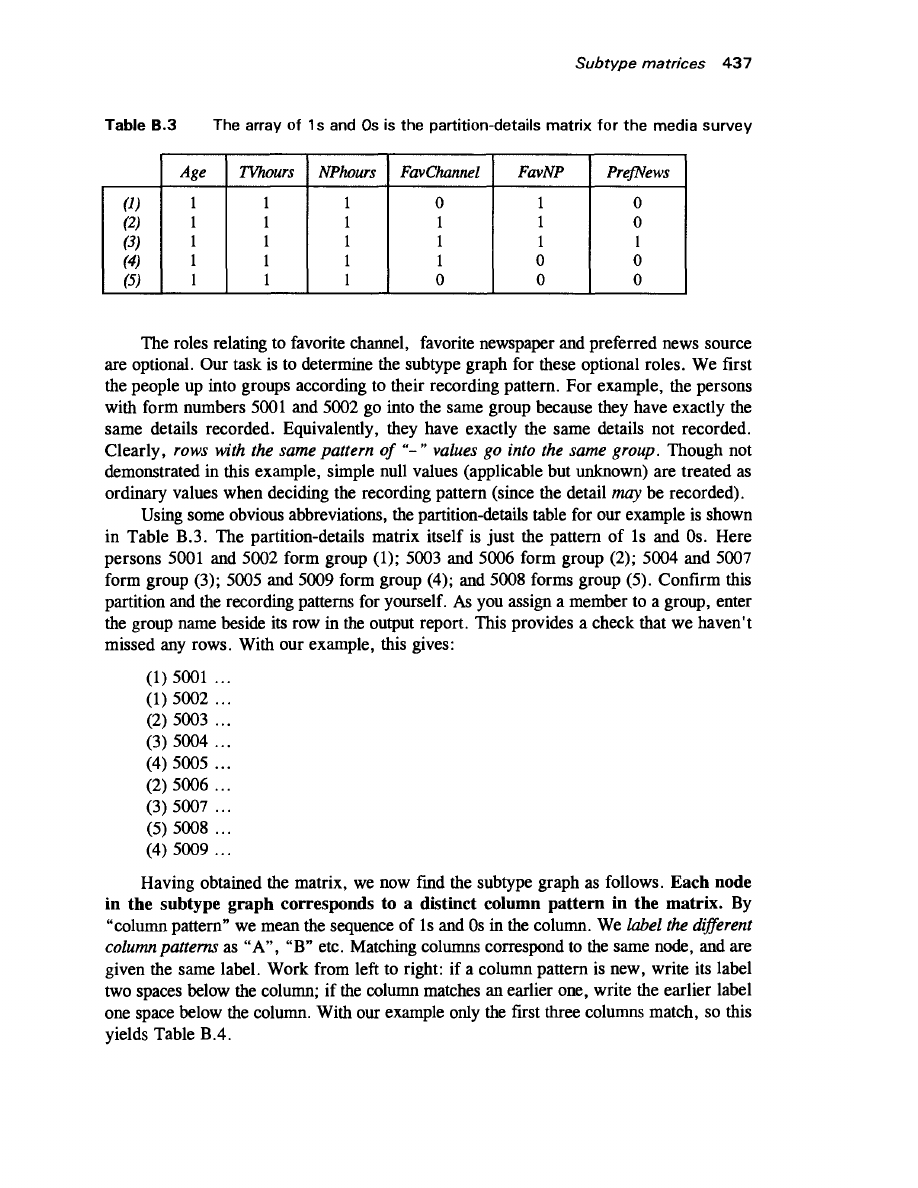 Subtype matrices 437
Table B.3 The array of 1s and 0s is the partition-details matrix for the media survey
Age TVhours NPhours FavChannel FavNP PrefNews
(1) 1 1 1 0 1 0
(2) 1 1 1 1 1 0
(3) 1 1 1 1 1 1
(4) 1 1 1 1 0 0
(5) 1 1 1 0 0 0
The roles relating to favorite channel, favorite newspaper and preferred news source
are optional. Our task is to determine the subtype graph for these optional roles. We first
the people up into groups according to their recording pattern. For example, the persons
with form numbers 5001 and 5002 go into the same group because they have exactly the
same details recorded. Equivalently, they have exactly the same details not recorded.
Clearly, rows with the same pattern of “–” values go into the same group. Though not
demonstrated in this example, simple null values (applicable but unknown) are treated as
ordinary values when deciding the recording pattern (since the detail may be recorded).
Using some obvious abbreviations, the partition-details table for our example is shown
in Table B.3. The partition-details matrix itself is just the pattern of 1s and 0s. Here
persons 5001 and 5002 form group (1); 5003 and 5006 form group (2); 5004 and 5007
form group (3); 5005 and 5009 form group (4); and 5008 forms group (5). Confirm this
partition and the recording patterns for yourself. As you assign a member to a group, enter
the group name beside its row in the output report. This provides a check that we haven't
missed any rows. With our example, this gives:
(1) 5001 ...
(1) 5002 ...
(2) 5003 ...
(3) 5004 ...
(4) 5005 ...
(2) 5006 ...
(3) 5007 ...
(5) 5008 ...
(4) 5009 ...
Having obtained the matrix, we now find the subtype graph as follows. Each node
in the subtype graph corresponds to a distinct column pattern in the matrix. By
“column pattern” we mean the sequence of 1s and 0s in the column. We label the different
column patterns as “A”, “B” etc. Matching columns correspond to the same node, and are
given the same label. Work from left to right: if a column pattern is new, write its label
two spaces below the column; if the column matches an earlier one, write the earlier label
one space below the column. With our example only the first three columns match, so this
yields Table B.4.